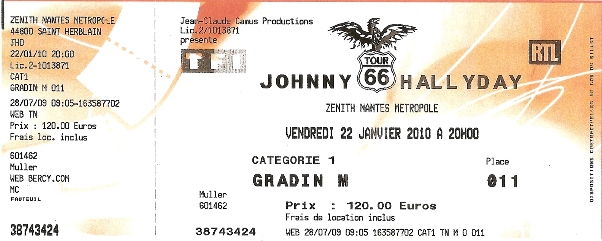 ZENITH NANTES METROPOLE
44800 SAINT HERBLAIN
JHD
22/01/10 20:00
Lic.2-1013871
CAT1
GRADIN M 011
28/07/09 09:05-163587702
WEB TN
Prix : 120.00 Euros
Frais loc. inclus
601462
Muller
WEB BERCY.COM
MC
FAUTEUIL
38743424
Jean-Claude Camus Productions
Lic.2/1013871
présente
TF1
TOUR
66
JOHNNY HALLYDAY
RTL
ZENITH NANTES METROPOLE
VENDREDI 22 JANVIER 2010 A 20H00
CATEGORIE 1 Place
GRADIN M 011
Muller
601462
Prix : 120.00 Euros
Frais de location inclus
38743424 WEB 28/07/09 09:05 163587702 CAT1 TN M O 011